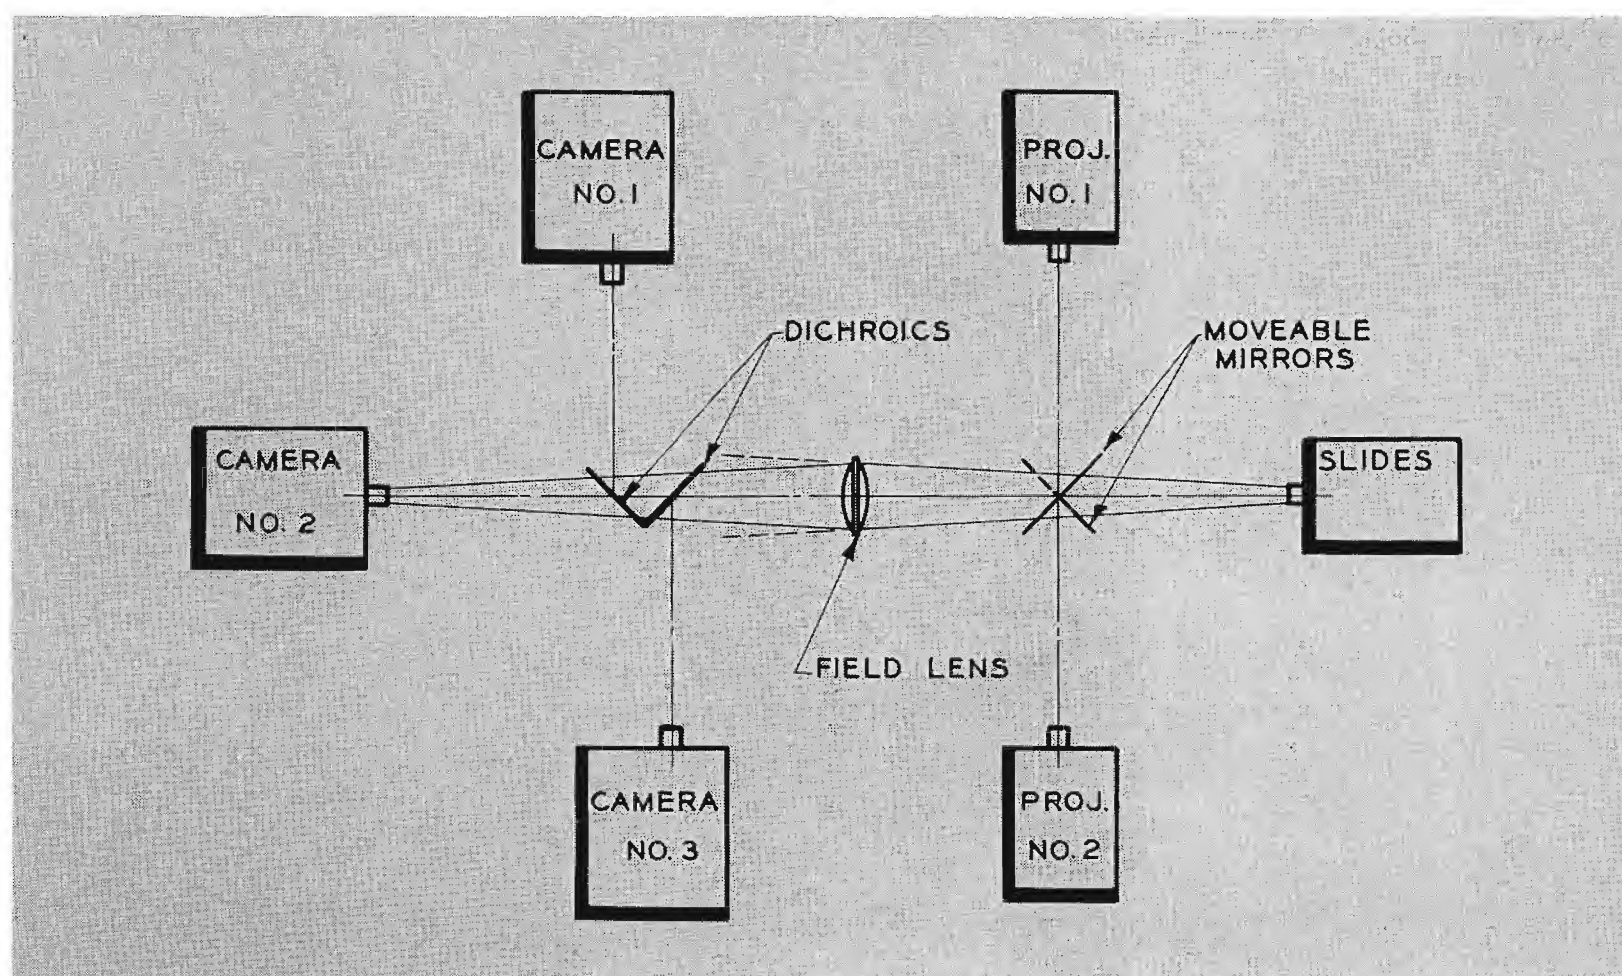 CAMERA
NO. 1
PROJ.
NO. 1
DICHROICS
MOVEABLE
MIRRORS
CAMERA
NO. 2
SLIDES
FIELD LENS
CAMERA
NO. 3
PROJ.
NO. 2